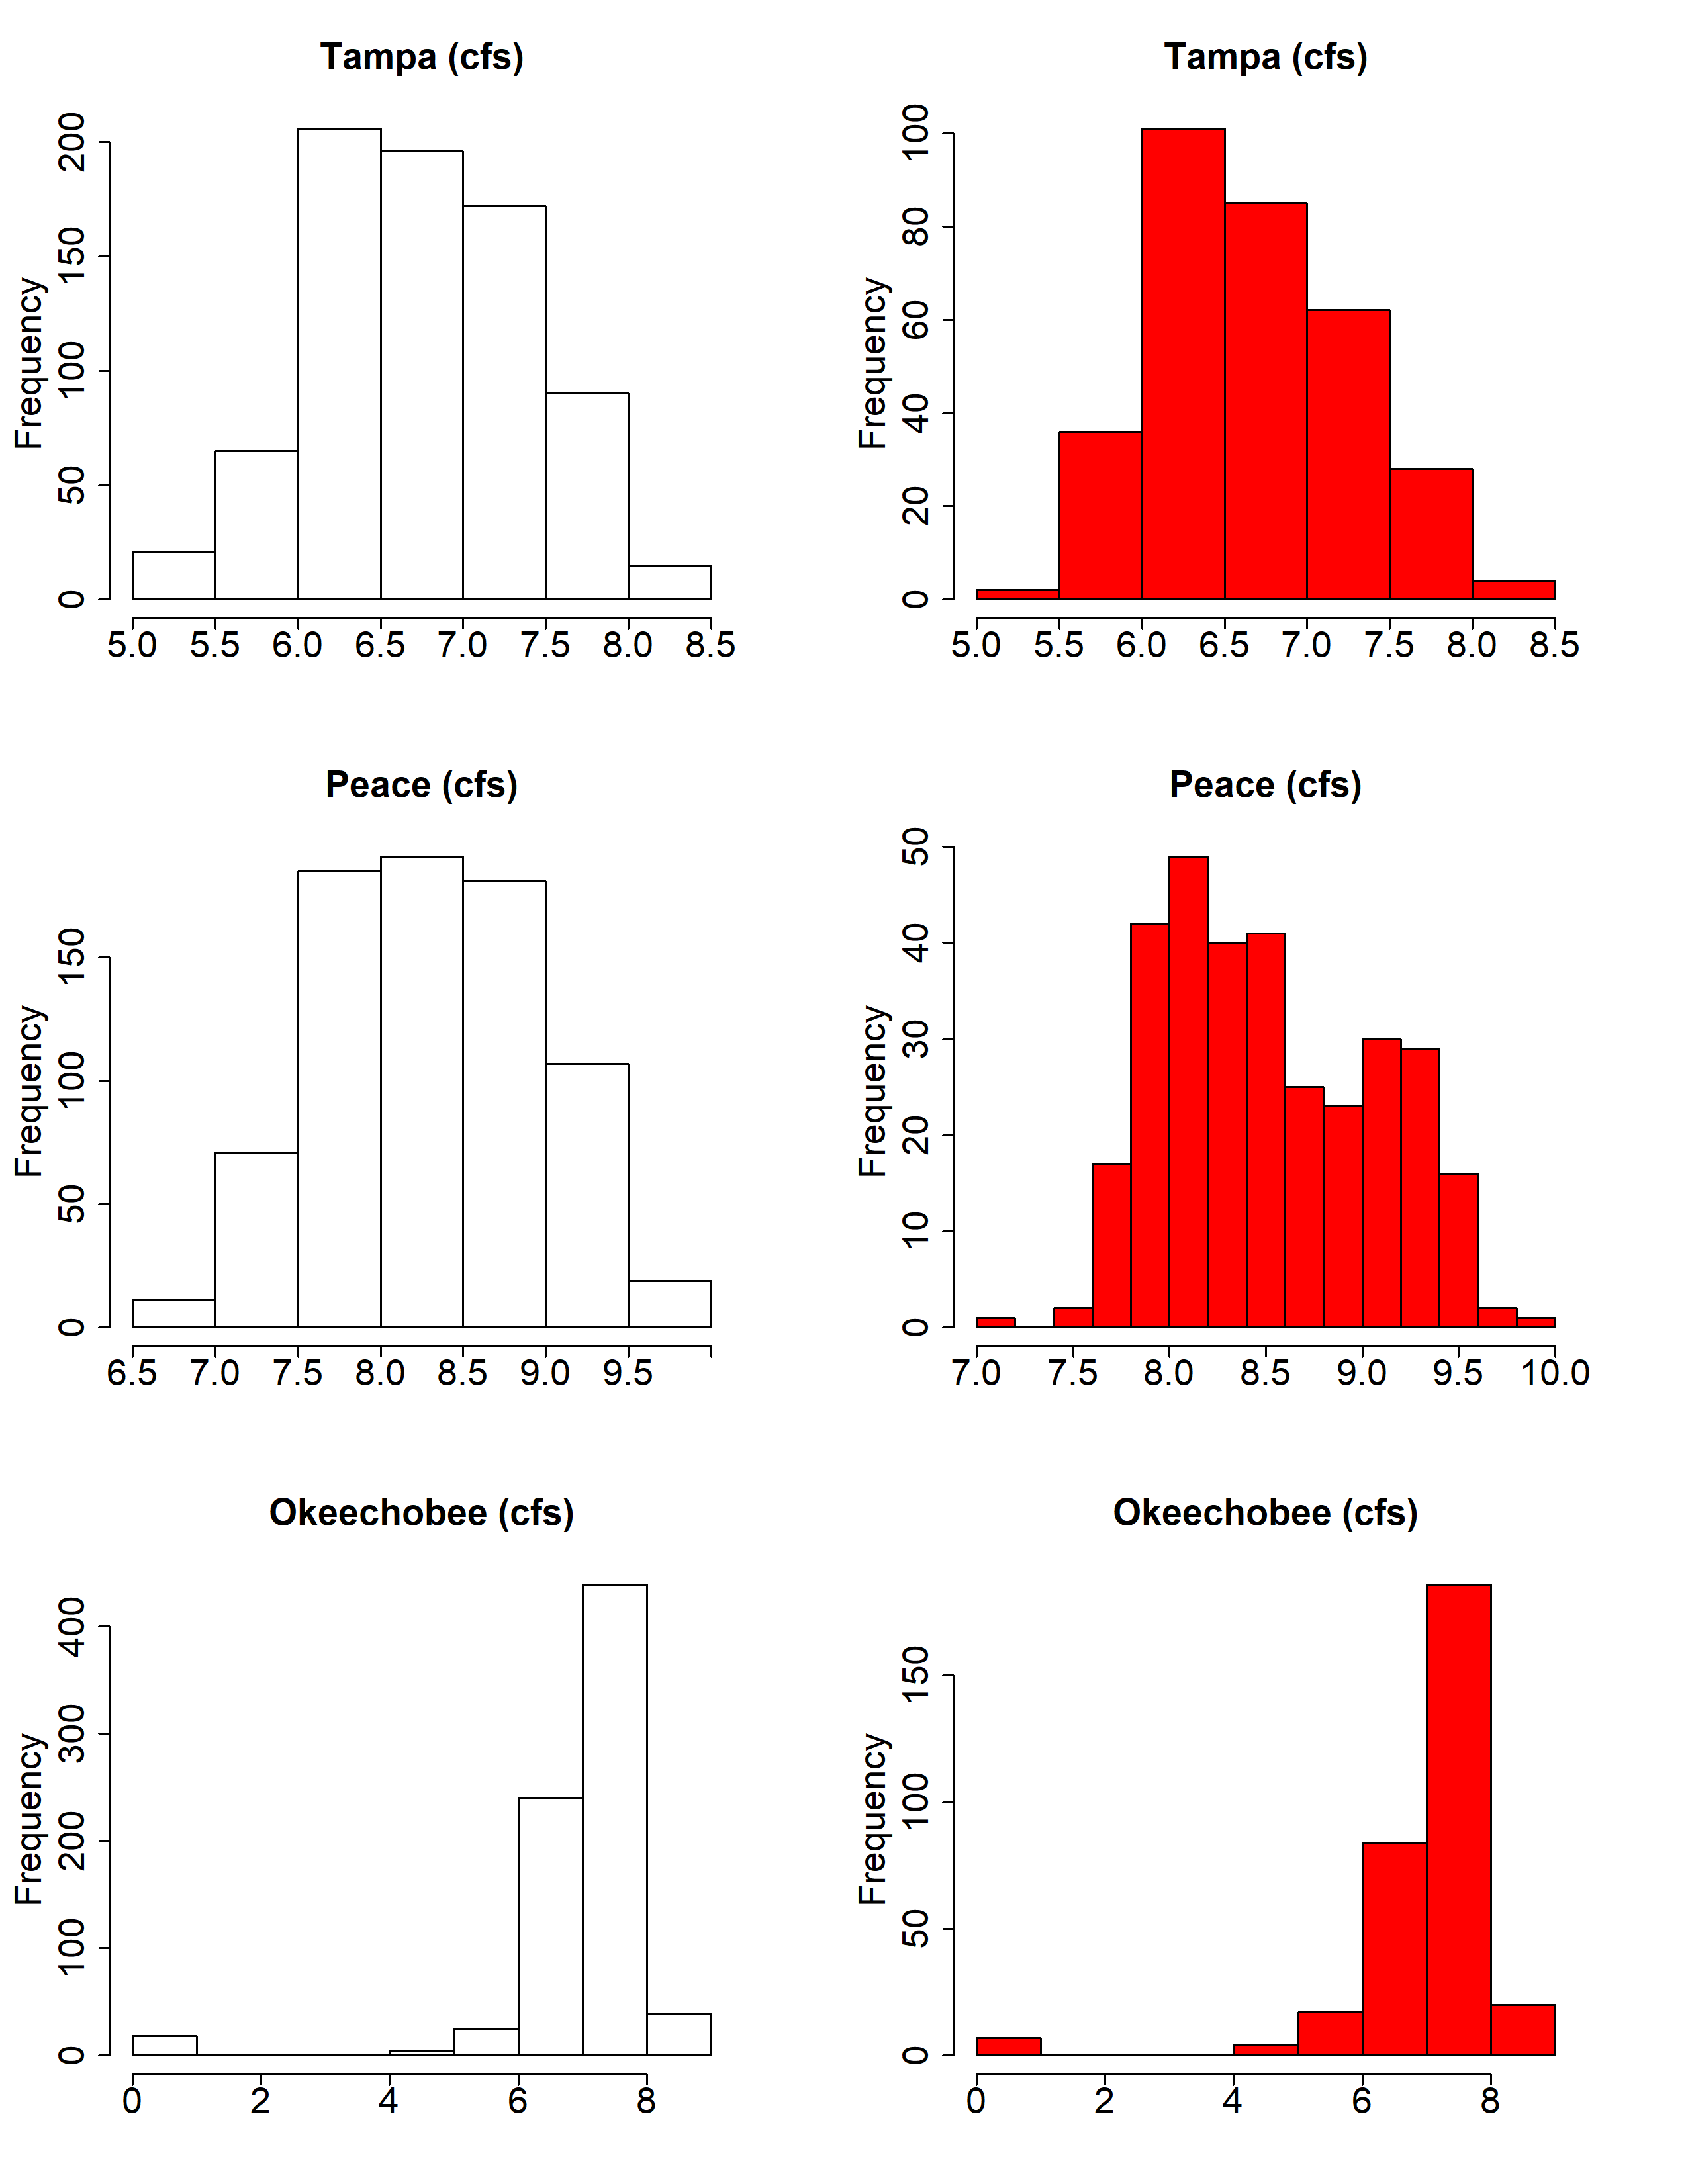 Tampa (cfs)
Frequency
0 50 100 150 200
5.0 5.5 6.0 6.5 7.0 7.5 8.0 8.5
Tampa (cfs)
Frequency
0 20 40 60 80 100
5.0 5.5 6.0 6.5 7.0 7.5 8.0 8.5
Peace (cfs)
Frequency
0 50 100 150
6.5 7.0 7.5 8.0 8.5 9.0 9.5
Peace (cfs)
Frequency
0 10 20 30 40 50
7.0 7.5 8.0 8.5 9.0 9.5 10.0
Okeechobee (cfs)
Frequency
0 100 200 300 400
0 2 4 6 8
Okeechobee (cfs)
Frequency
0 50 100 150
0 2 4 6 8